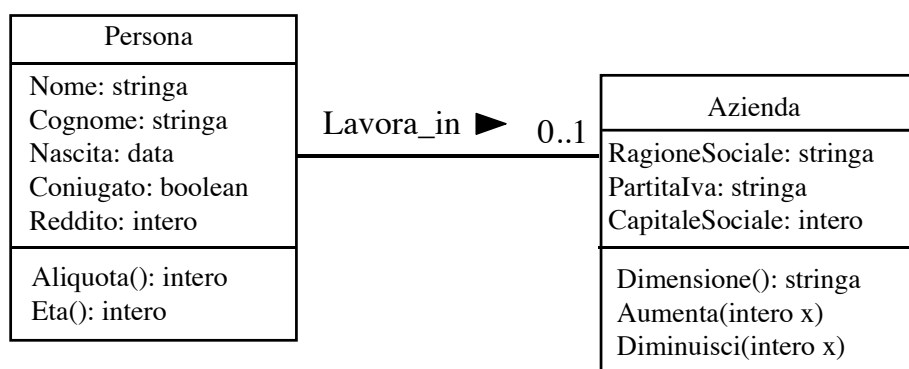 Persona
Nome: stringa
Cognome: stringa
Nascita: data
Coniugato: boolean
Reddito: intero
Aliquota(): intero
Eta(): intero
Lavora_in
0..1
Azienda
RagioneSociale: stringa
PartitaIva: stringa
CapitaleSociale: intero
Dimensione(): stringa
Aumenta(intero x)
Diminuisci(intero x)